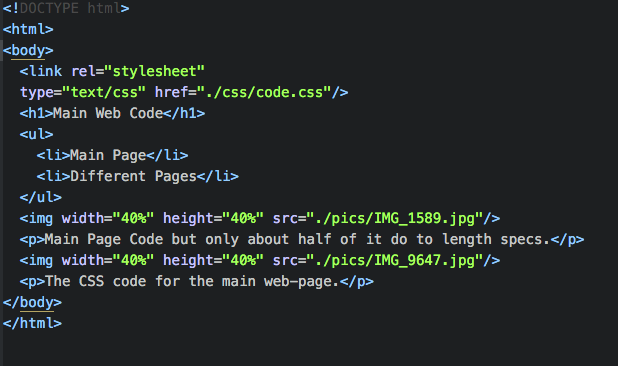 <!DOCTYPE html>
<html>
<body>
<link rel="stylesheet"
type="text/css" href="./css/code.css"/>
<h1>Main Web Code</h1>
<ul>
<li>Main Page</li>
<li>Different Pages</li>
</ul>
<img width="40%" height="40%" src="./pics/IMG_1589.jpg"/>
<p>Main Page Code but only about half of it do to length specs.</p>
<img width="40%" height="40%" src="./pics/IMG_9647.jpg"/>
<p>The CSS code for the main web-page.</p>
</body>
</html>